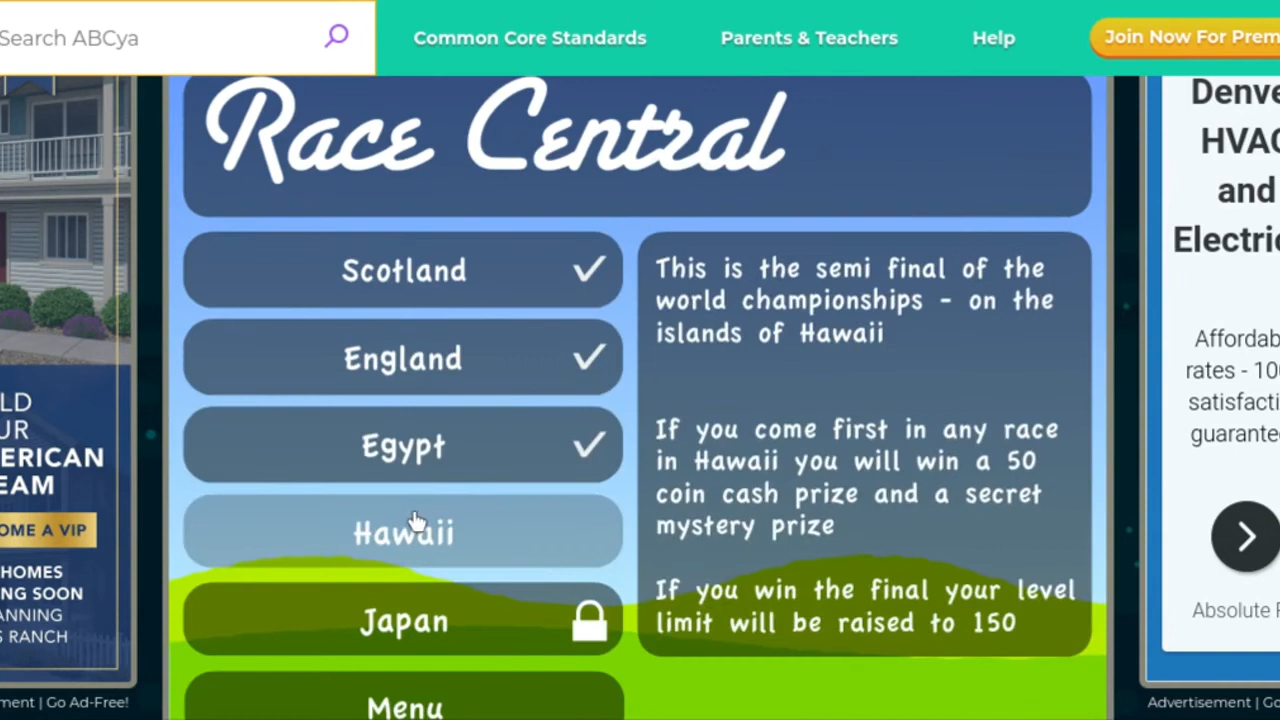 Search ABCya
Common Core Standards
Parents & Teachers
Help
Join Now For Prem
Race Central
Scotland
England
Egypt
Hawaii
Japan
Menu
This is the semi final of the
world championships - on the
islands of Hawaii
If you come first in any race
in Hawaii you will win a 50
coin cash prize and a secret
mystery prize
If you win the final your level
limit will be raised to 150
LD
UR
ERICAN
EAM
OME A VIP
HOMES
NG SOON
ANNING
S RANCH
ment | Go Ad-Free!
Denve
HVAC
and
Electric
Affordab
rates - 10
satisfacti
guarantee
Absolute
Advertisement | Go